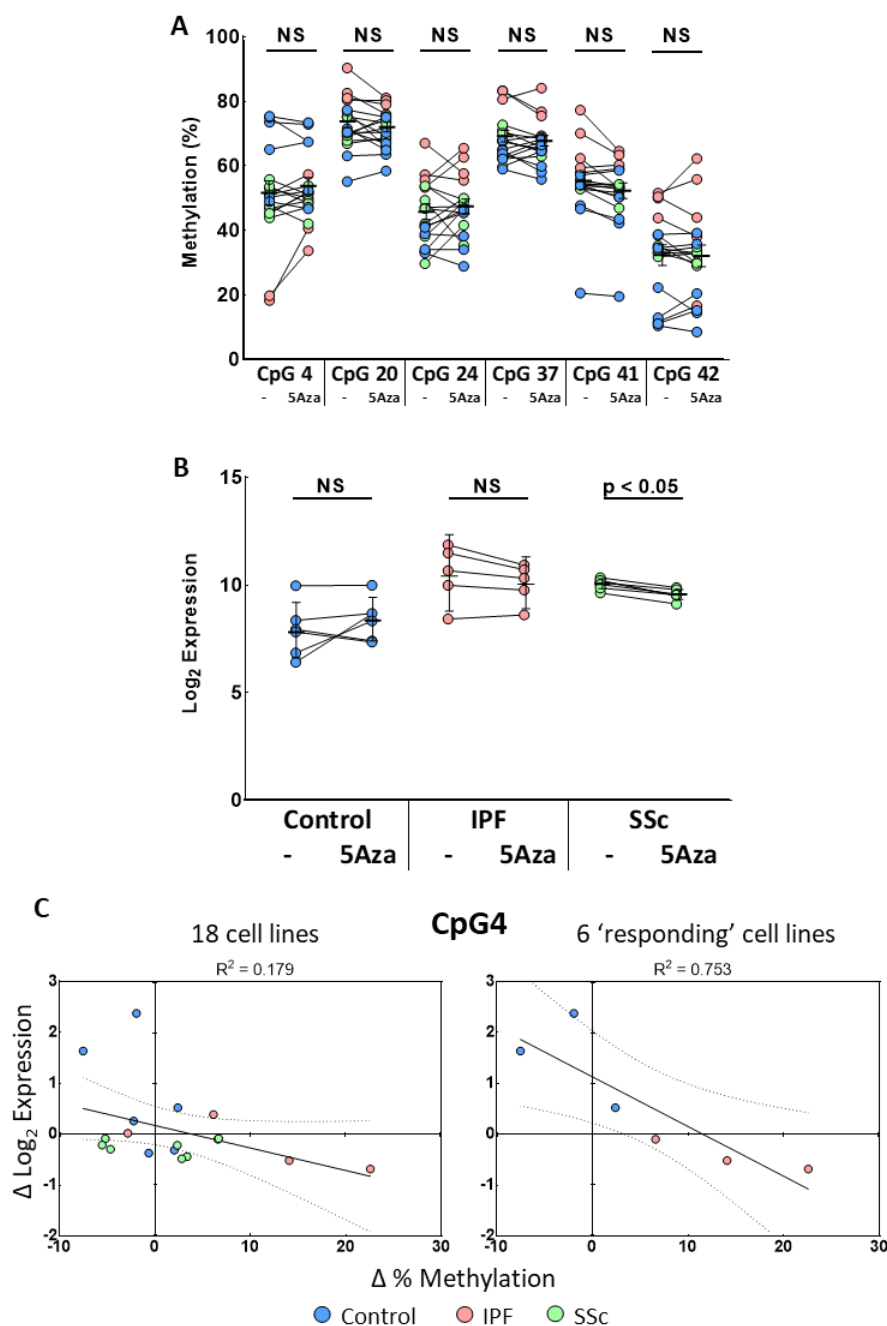 A
NS NS NS NS NS NS
100
80
60
40
20
0
Methylation (%)
CpG 4 CpG 20 CpG 24 CpG 37 CpG 41 CpG 42
- 5Aza - 5Aza - 5Aza - 5Aza - 5Aza - 5Aza
B
NS NS p < 0.05
15
10
5
0
Log₂ Expression
Control IPF SSc
- 5Aza - 5Aza - 5Aza
C
CpG4
18 cell lines 6 ‘responding’ cell lines
R² = 0.179 R² = 0.753
3 3
2 2
1 1
0 0
-1 -1
-2 -2
-10 0 10 20 30 -10 0 10 20 30
Δ Log₂ Expression
Δ % Methylation
Control IPF SSc